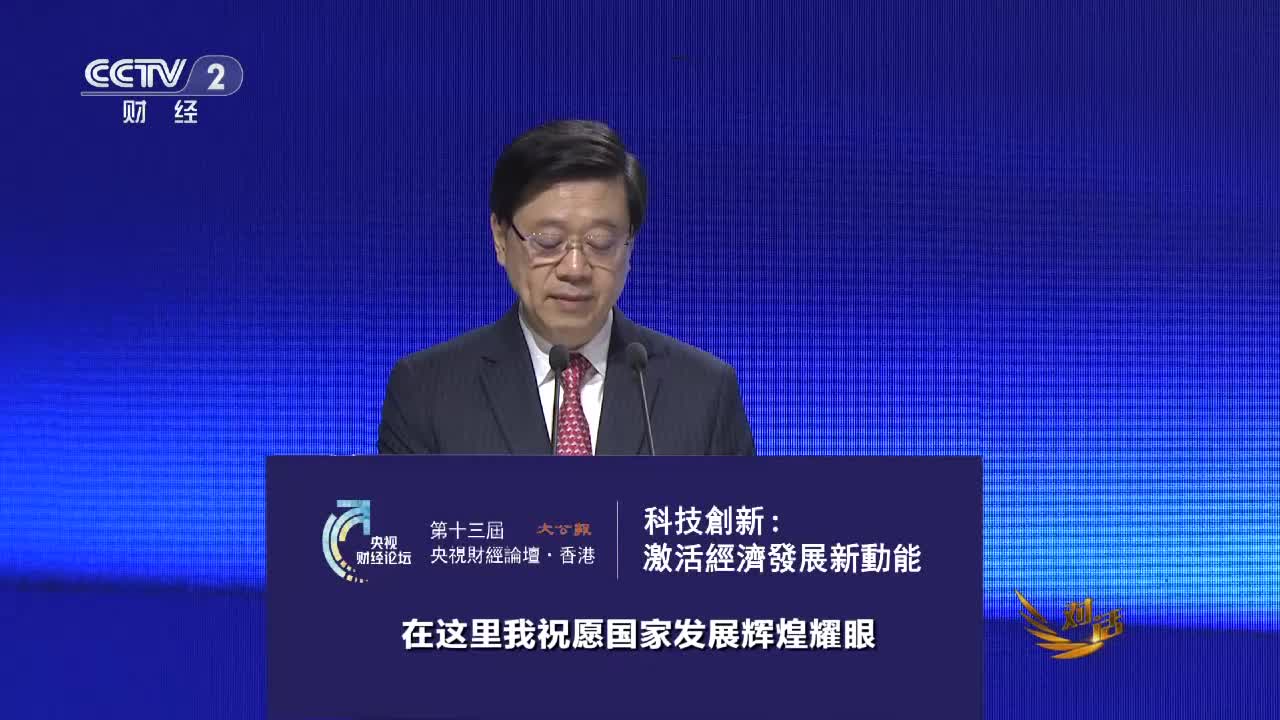 CCTV 2
财经
央视
财经论坛
第十三屆
大公報
央視財經論壇·香港
科技創新：
激活經濟發展新動能
对话
在这里我祝愿国家发展辉煌耀眼